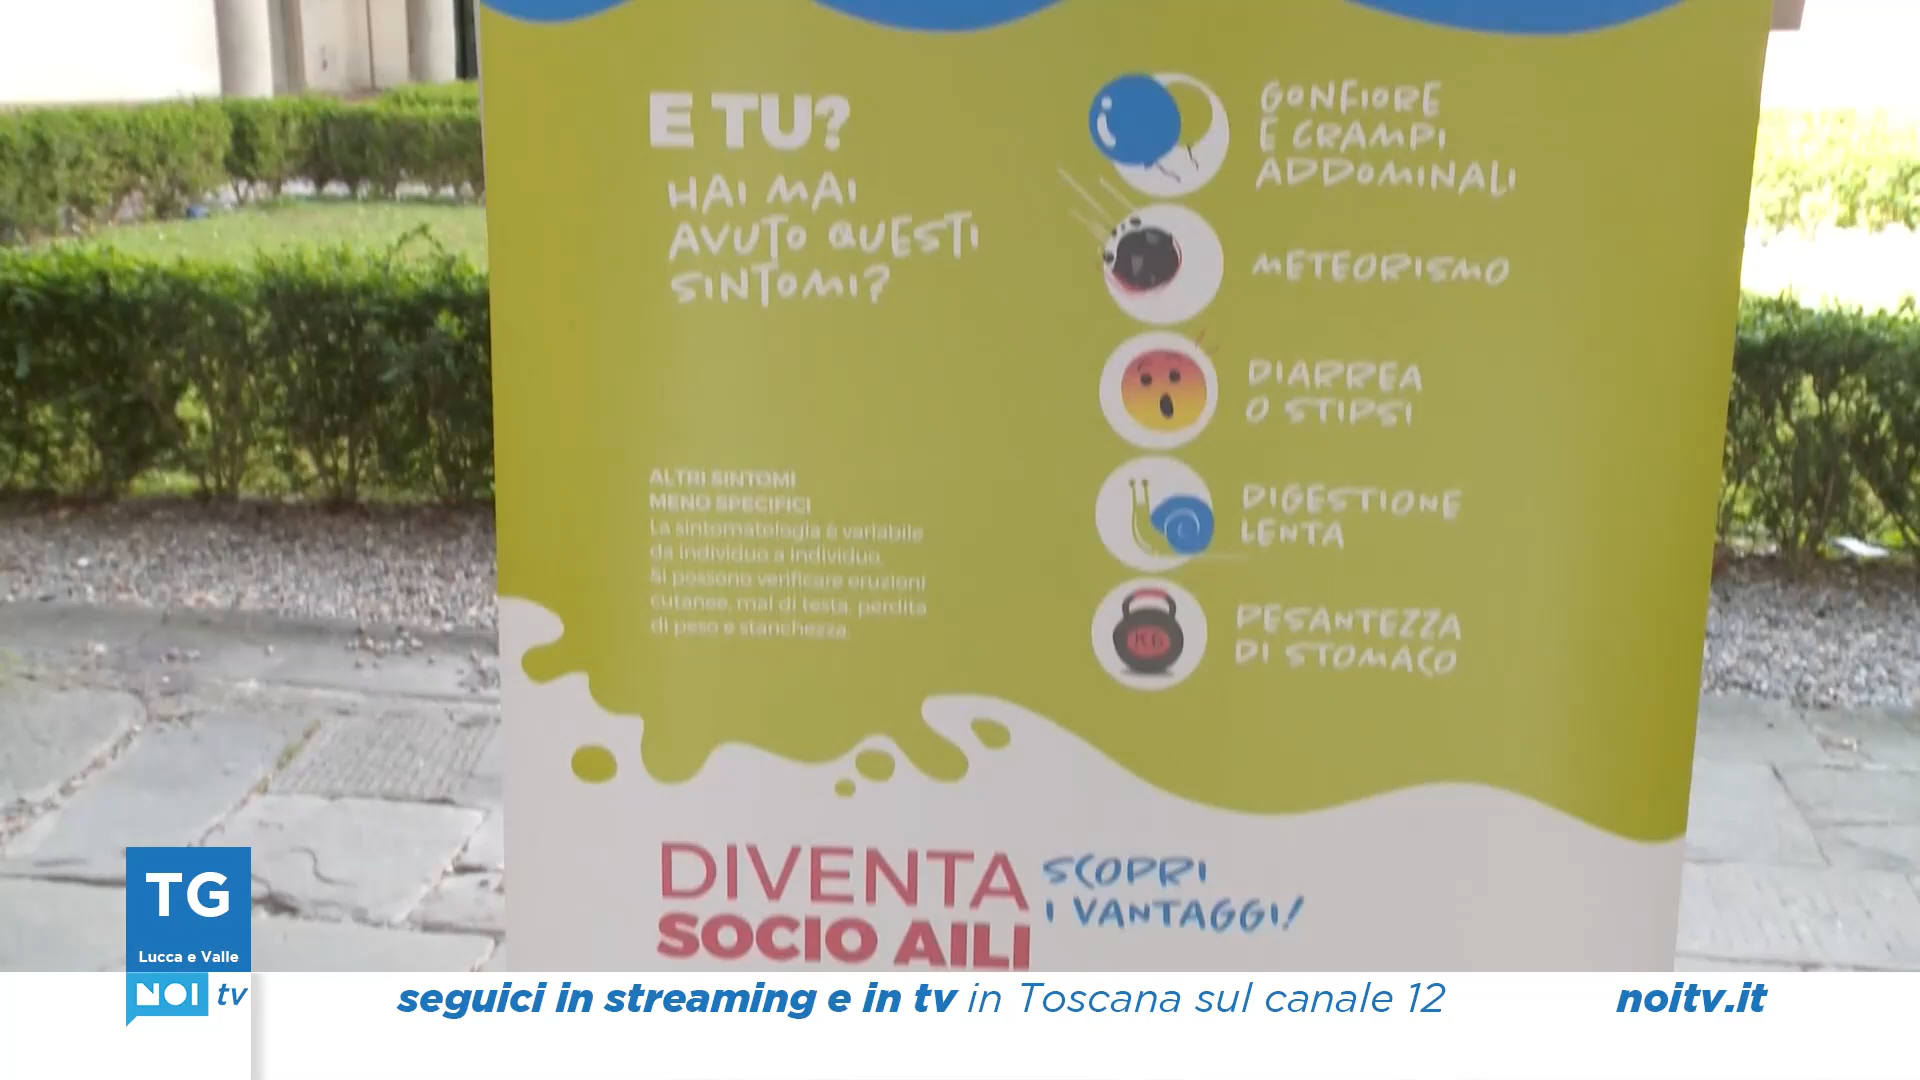 E TU?
HAI MAI
AVUTO QUESTI
SINTOMI?
GONFIORE
E CRAMPI
ADDOMINALI
METEORISMO
DIARREA
O STIPSI
DIGESTIONE
LENTA
KG
PESANTEZZA
DI STOMACO
ALTRI SINTOMI
MENO SPECIFICI
La sintomatologia è variabile
da individuo a individuo.
Si possono verificare eruzioni
cutanee, mal di testa, perdita
di peso e stanchezza.
DIVENTA
SOCIO AILI
SCOPRI
I VANTAGGI!
TG
Lucca e Valle
NOI tv
seguici in streaming e in tv in Toscana sul canale 12
noitv.it